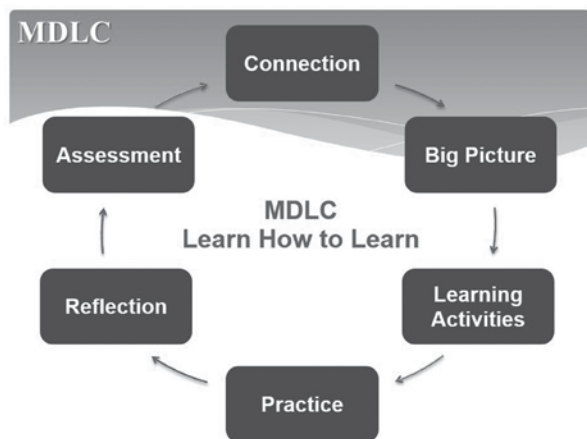 MDLC
Connection
Big Picture
Learning
Activities
Practice
Reflection
Assessment
MDLC
Learn How to Learn